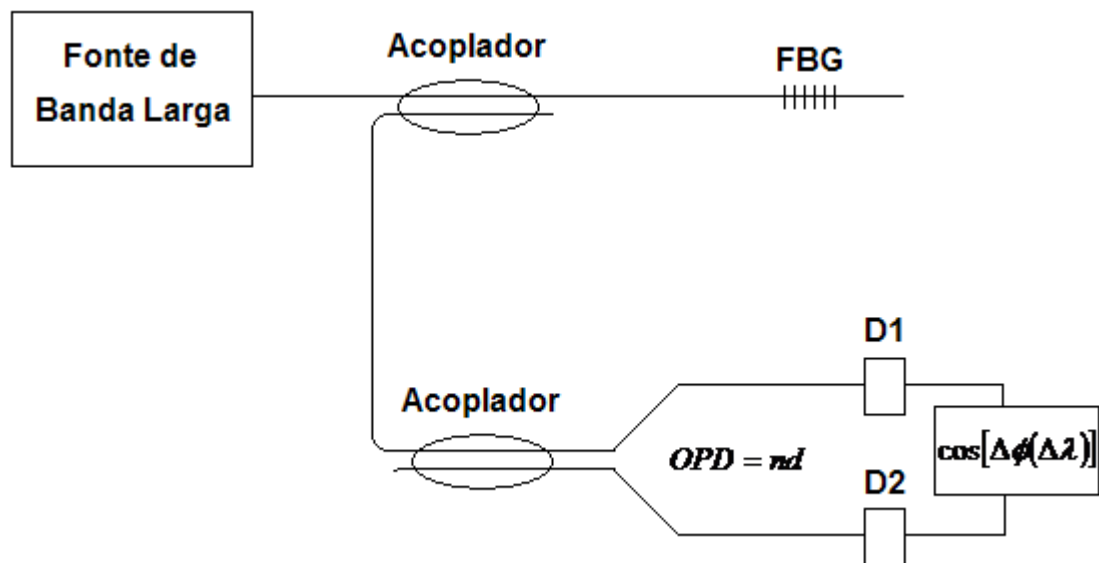 Fonte de
Banda Larga
Acoplador
FBG
Acoplador
OPD = nd
D1
D2
cos[Δϕ(Δλ)]